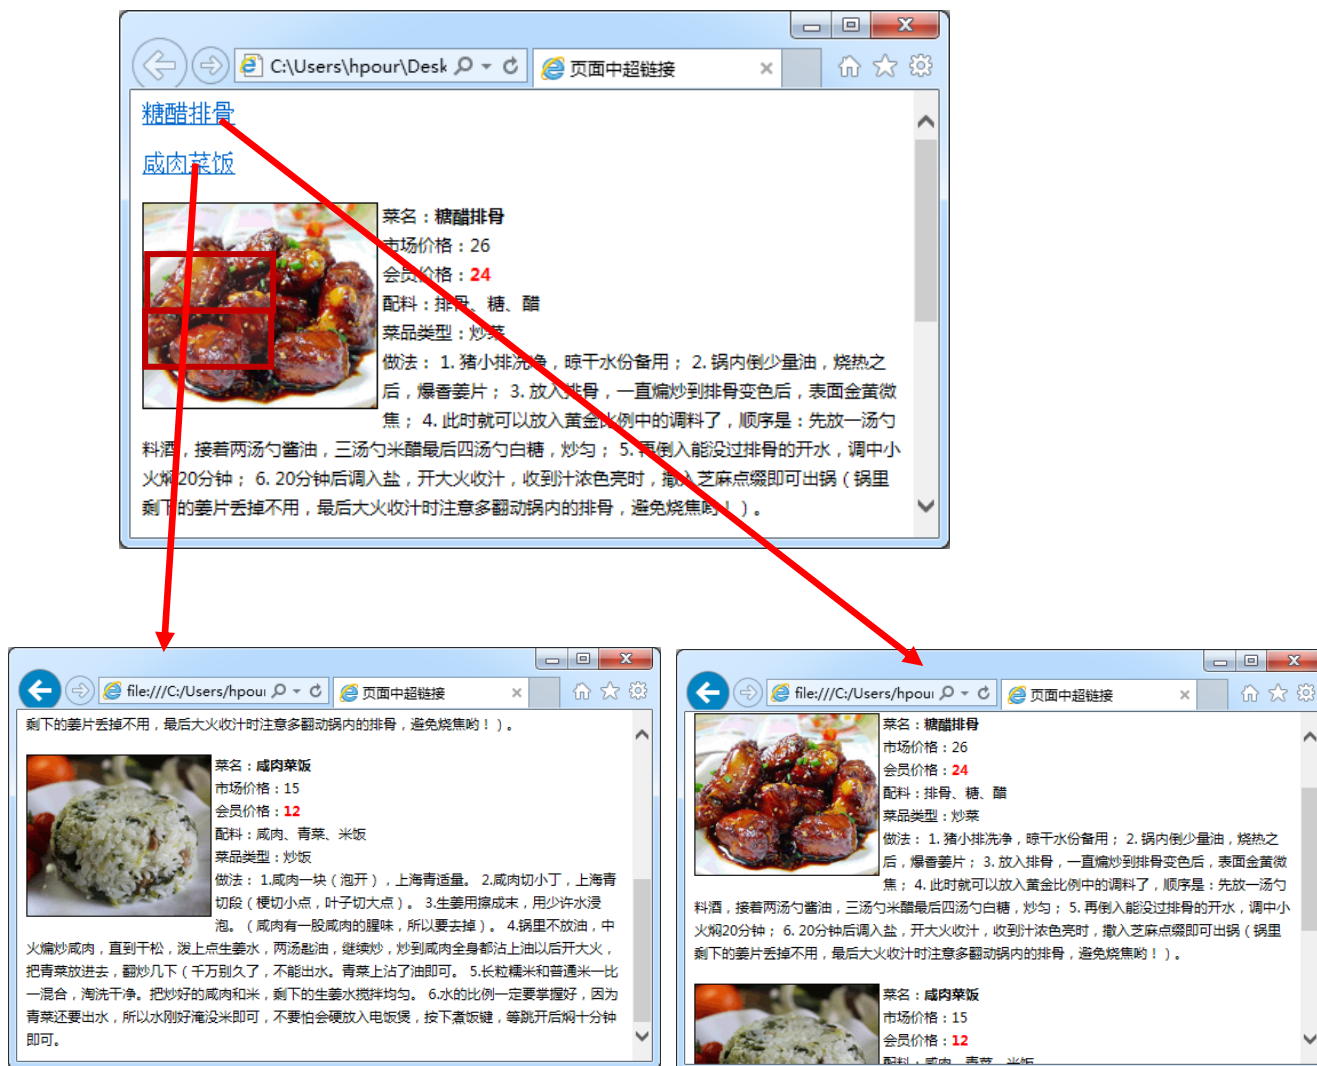 C:\Users\hpour\Desk
页面中超链接
糖醋排骨
咸肉菜饭
菜名：糖醋排骨
市场价格：26
会员价格：24
配料：排骨、糖、醋
菜品类型：炒菜
做法： 1. 猪小排洗净，晾干水份备用； 2. 锅内倒少量油，烧热之
后，爆香姜片； 3. 放入排骨，一直煸炒到排骨变色后，表面金黄微
焦； 4. 此时就可以放入黄金比例中的调料了，顺序是：先放一汤勺
料酒，接着两汤勺酱油，三汤勺米醋最后四汤勺白糖，炒匀； 5. 再倒入能没过排骨的开水，调中小
火焖20分钟； 6. 20分钟后调入盐，开大火收汁，收到汁浓色亮时，撒入芝麻点缀即可出锅（锅里
剩下的姜片丢掉不用，最后大火收汁时注意多翻动锅内的排骨，避免烧焦哟！）。
file:///C:/Users/hpour
页面中超链接
剩下的姜片丢掉不用，最后大火收汁时注意多翻动锅内的排骨，避免烧焦哟！）。
菜名：咸肉菜饭
市场价格：15
会员价格：12
配料：咸肉、青菜、米饭
菜品类型：炒饭
做法： 1.咸肉一块（泡开），上海青适量。 2.咸肉切小丁，上海青
切段（梗切小点，叶子切大点）。 3.生姜用擦成末，用少许水浸
泡。（咸肉有一股咸肉的腥味，所以要去掉）。 4.锅里不放油，中
火煸炒咸肉，直到干松，泼上点生姜水，两汤匙油，继续炒，炒到咸肉全身都沾上油以后开大火，
把青菜放进去，翻炒几下（千万别久了，不能出水。青菜上沾了油即可。 5.长粒糯米和普通米一比
一混合，淘洗干净。把炒好的咸肉和米，剩下的生姜水搅拌均匀。 6.水的比例一定要掌握好，因为
青菜还要出水，所以水刚好淹没米即可，不要怕会硬放入电饭煲，按下煮饭键，等跳开后焖十分钟
即可。
file:///C:/Users/hpour
页面中超链接
菜名：糖醋排骨
市场价格：26
会员价格：24
配料：排骨、糖、醋
菜品类型：炒菜
做法： 1. 猪小排洗净，晾干水份备用； 2. 锅内倒少量油，烧热之
后，爆香姜片； 3. 放入排骨，一直煸炒到排骨变色后，表面金黄微
焦； 4. 此时就可以放入黄金比例中的调料了，顺序是：先放一汤勺
料酒，接着两汤勺酱油，三汤勺米醋最后四汤勺白糖，炒匀； 5. 再倒入能没过排骨的开水，调中小
火焖20分钟； 6. 20分钟后调入盐，开大火收汁，收到汁浓色亮时，撒入芝麻点缀即可出锅（锅里
剩下的姜片丢掉不用，最后大火收汁时注意多翻动锅内的排骨，避免烧焦哟！）。
菜名：咸肉菜饭
市场价格：15
会员价格：12
配料：咸肉、青菜、米饭